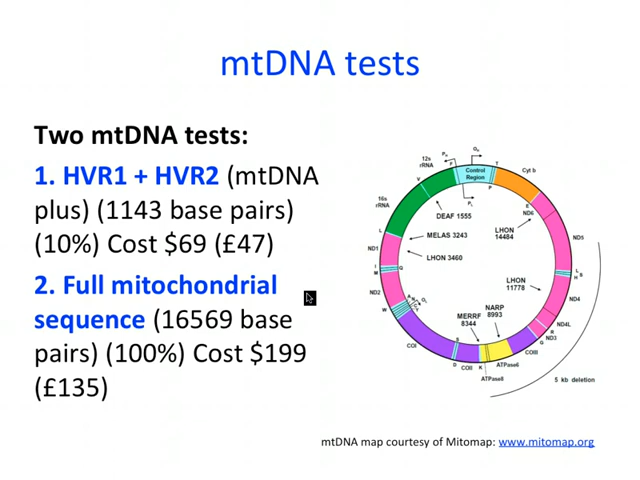 mtDNA tests
Two mtDNA tests:
1. HVR1 + HVR2 (mtDNA
plus) (1143 base pairs)
(10%) Cost $69 (£47)
2. Full mitochondrial
sequence (16569 base
pairs) (100%) Cost $199
(£135)
12s
rRNA
Control
Region
Cyt b
16s
rRNA
DEAF 1555
MELAS 3243
LHON 3460
LHON
14484
LHON
11778
NARP
8993
MERRF
8344
ND1
ND2
ND6
ND5
ND4
ND4L
ND3
COI
COII
COIII
ATPase6
ATPase8
5 kb deletion
mtDNA map courtesy of Mitomap: www.mitomap.org